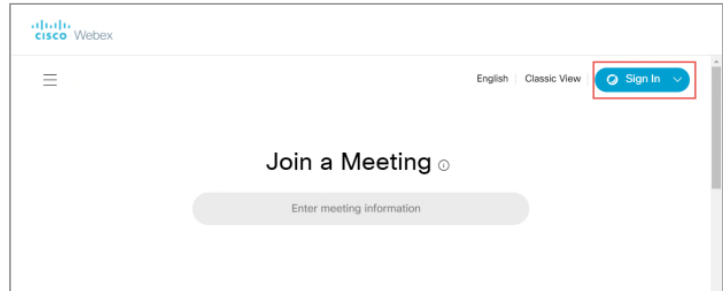 cisco Webex
English Classic View Sign In
Join a Meeting
Enter meeting information